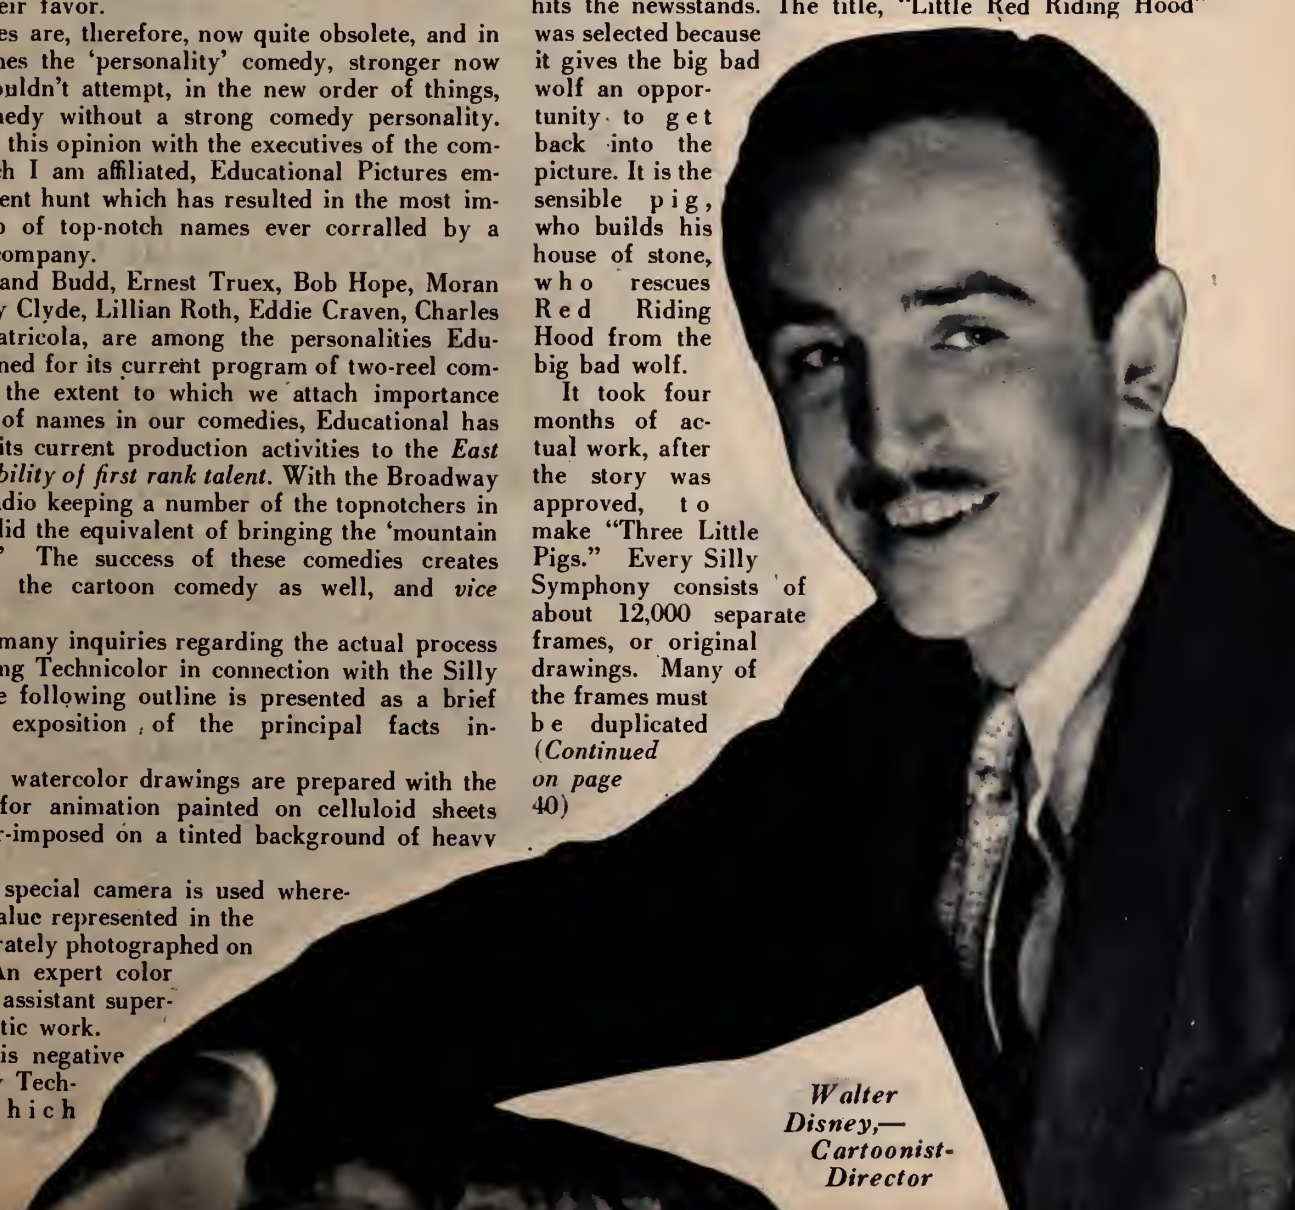 eir favor.
es are, therefore, now quite obsolete, and in
nes the ‘personality’ comedy, stronger now
ouldn’t attempt, in the new order of things,
nedy without a strong comedy personality.
this opinion with the executives of the com-
ch I am affiliated, Educational Pictures em-
ent hunt which has resulted in the most im-
p of top-notch names ever corralled by a
company.
and Budd, Ernest Truex, Bob Hope, Moran
y Clyde, Lillian Roth, Eddie Craven, Charles
atricola, are among the personalities Edu-
ned for its current program of two-reel com-
the extent to which we attach importance
of names in our comedies, Educational has
its current production activities to the East
bility of first rank talent. With the Broadway
adio keeping a number of the topnotchers in
did the equivalent of bringing the ‘mountain
’ The success of these comedies creates
the cartoon comedy as well, and vice
many inquiries regarding the actual process
ng Technicolor in connection with the Silly
e following outline is presented as a brief
exposition of the principal facts in-
watercolor drawings are prepared with the
for animation painted on celluloid sheets
r-imposed on a tinted background of heavy
special camera is used where-
alue represented in the
rately photographed on
An expert color
assistant super-
tic work.
is negative
y Tech-
hich
hits the newsstands. The title, “Little Red Riding Hood”
was selected because
it gives the big bad
wolf an oppor-
tunity to get
back into the
picture. It is the
sensible pig,
who builds his
house of stone,
who rescues
Red Riding
Hood from the
big bad wolf.
It took four
months of ac-
tual work, after
the story was
approved, to
make “Three Little
Pigs.” Every Silly
Symphony consists of
about 12,000 separate
frames, or original
drawings. Many of
the frames must
be duplicated
(Continued
on page
40)
Walter
Disney,—
Cartoonist-
Director